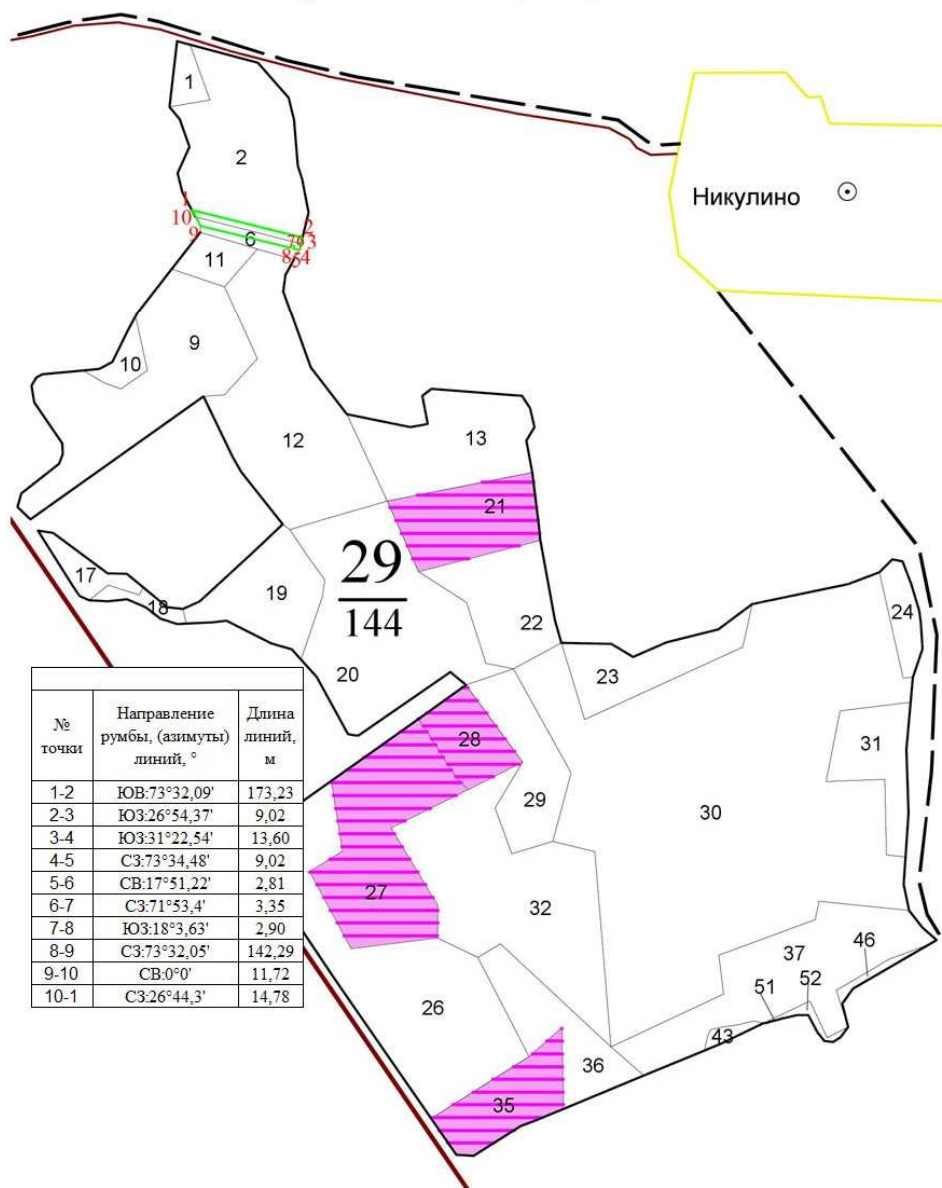 1
2
Никулино
1
10
2
7 6 3
9
6
8 5 4
11
9
10
12
13
21
29
144
17
18
19
22
24
20
23
28
31
29
30
27
32
37
46
51
52
26
43
36
35
№ точки
Направление румбы, (азимуты) линий, °
Длина линий, м
1-2 ЮВ:73°32,09' 173,23
2-3 ЮЗ:26°54,37' 9,02
3-4 ЮЗ:31°22,54' 13,60
4-5 СЗ:73°34,48' 9,02
5-6 СВ:17°51,22' 2,81
6-7 СЗ:71°53,4' 3,35
7-8 ЮЗ:18°3,63' 2,90
8-9 СЗ:73°32,05' 142,29
9-10 СВ:0°0' 11,72
10-1 СЗ:26°44,3' 14,78